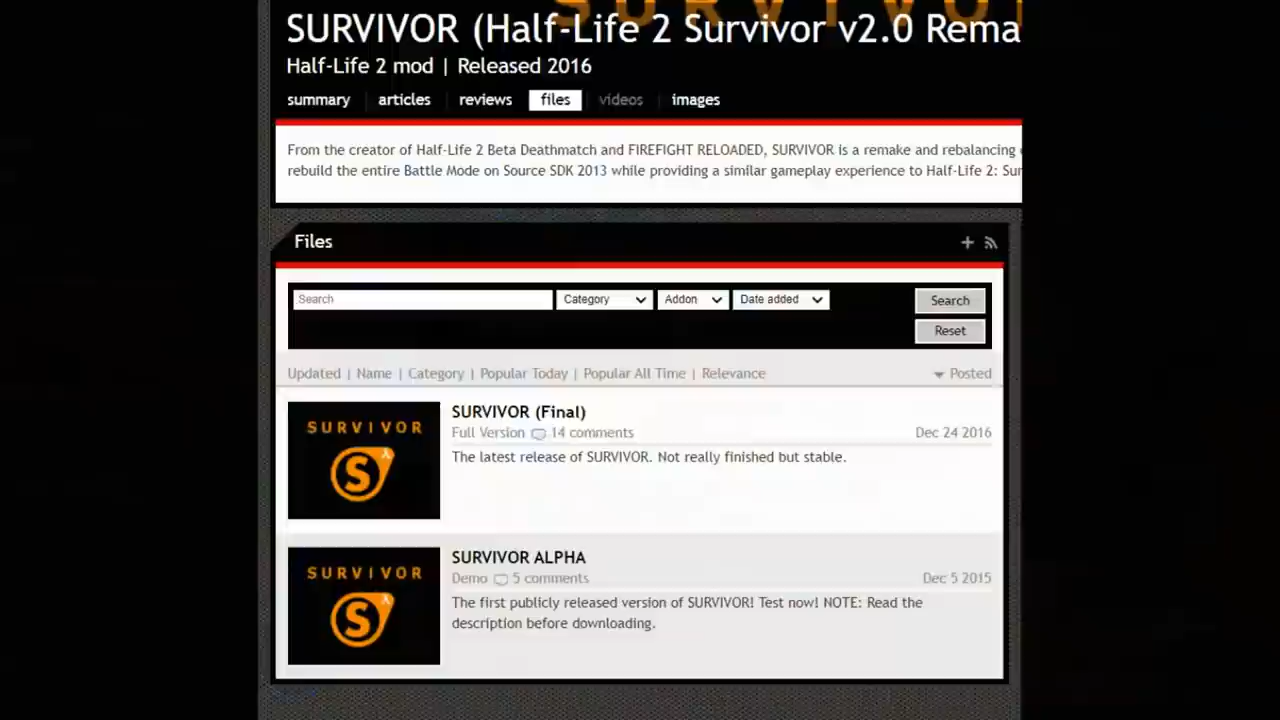 SURVIVOR
SURVIVOR (Half-Life 2 Survivor v2.0 Rema
Half-Life 2 mod | Released 2016
summary articles reviews files videos images
From the creator of Half-Life 2 Beta Deathmatch and FIREFIGHT RELOADED, SURVIVOR is a remake and rebalancing
rebuild the entire Battle Mode on Source SDK 2013 while providing a similar gameplay experience to Half-Life 2: Sur
Files
Search Category Addon Date added Search
Reset
Updated | Name | Category | Popular Today | Popular All Time | Relevance Posted
SURVIVOR
S
SURVIVOR (Final)
Full Version 14 comments Dec 24 2016
The latest release of SURVIVOR. Not really finished but stable.
SURVIVOR
S
SURVIVOR ALPHA
Demo 5 comments Dec 5 2015
The first publicly released version of SURVIVOR! Test now! NOTE: Read the
description before downloading.